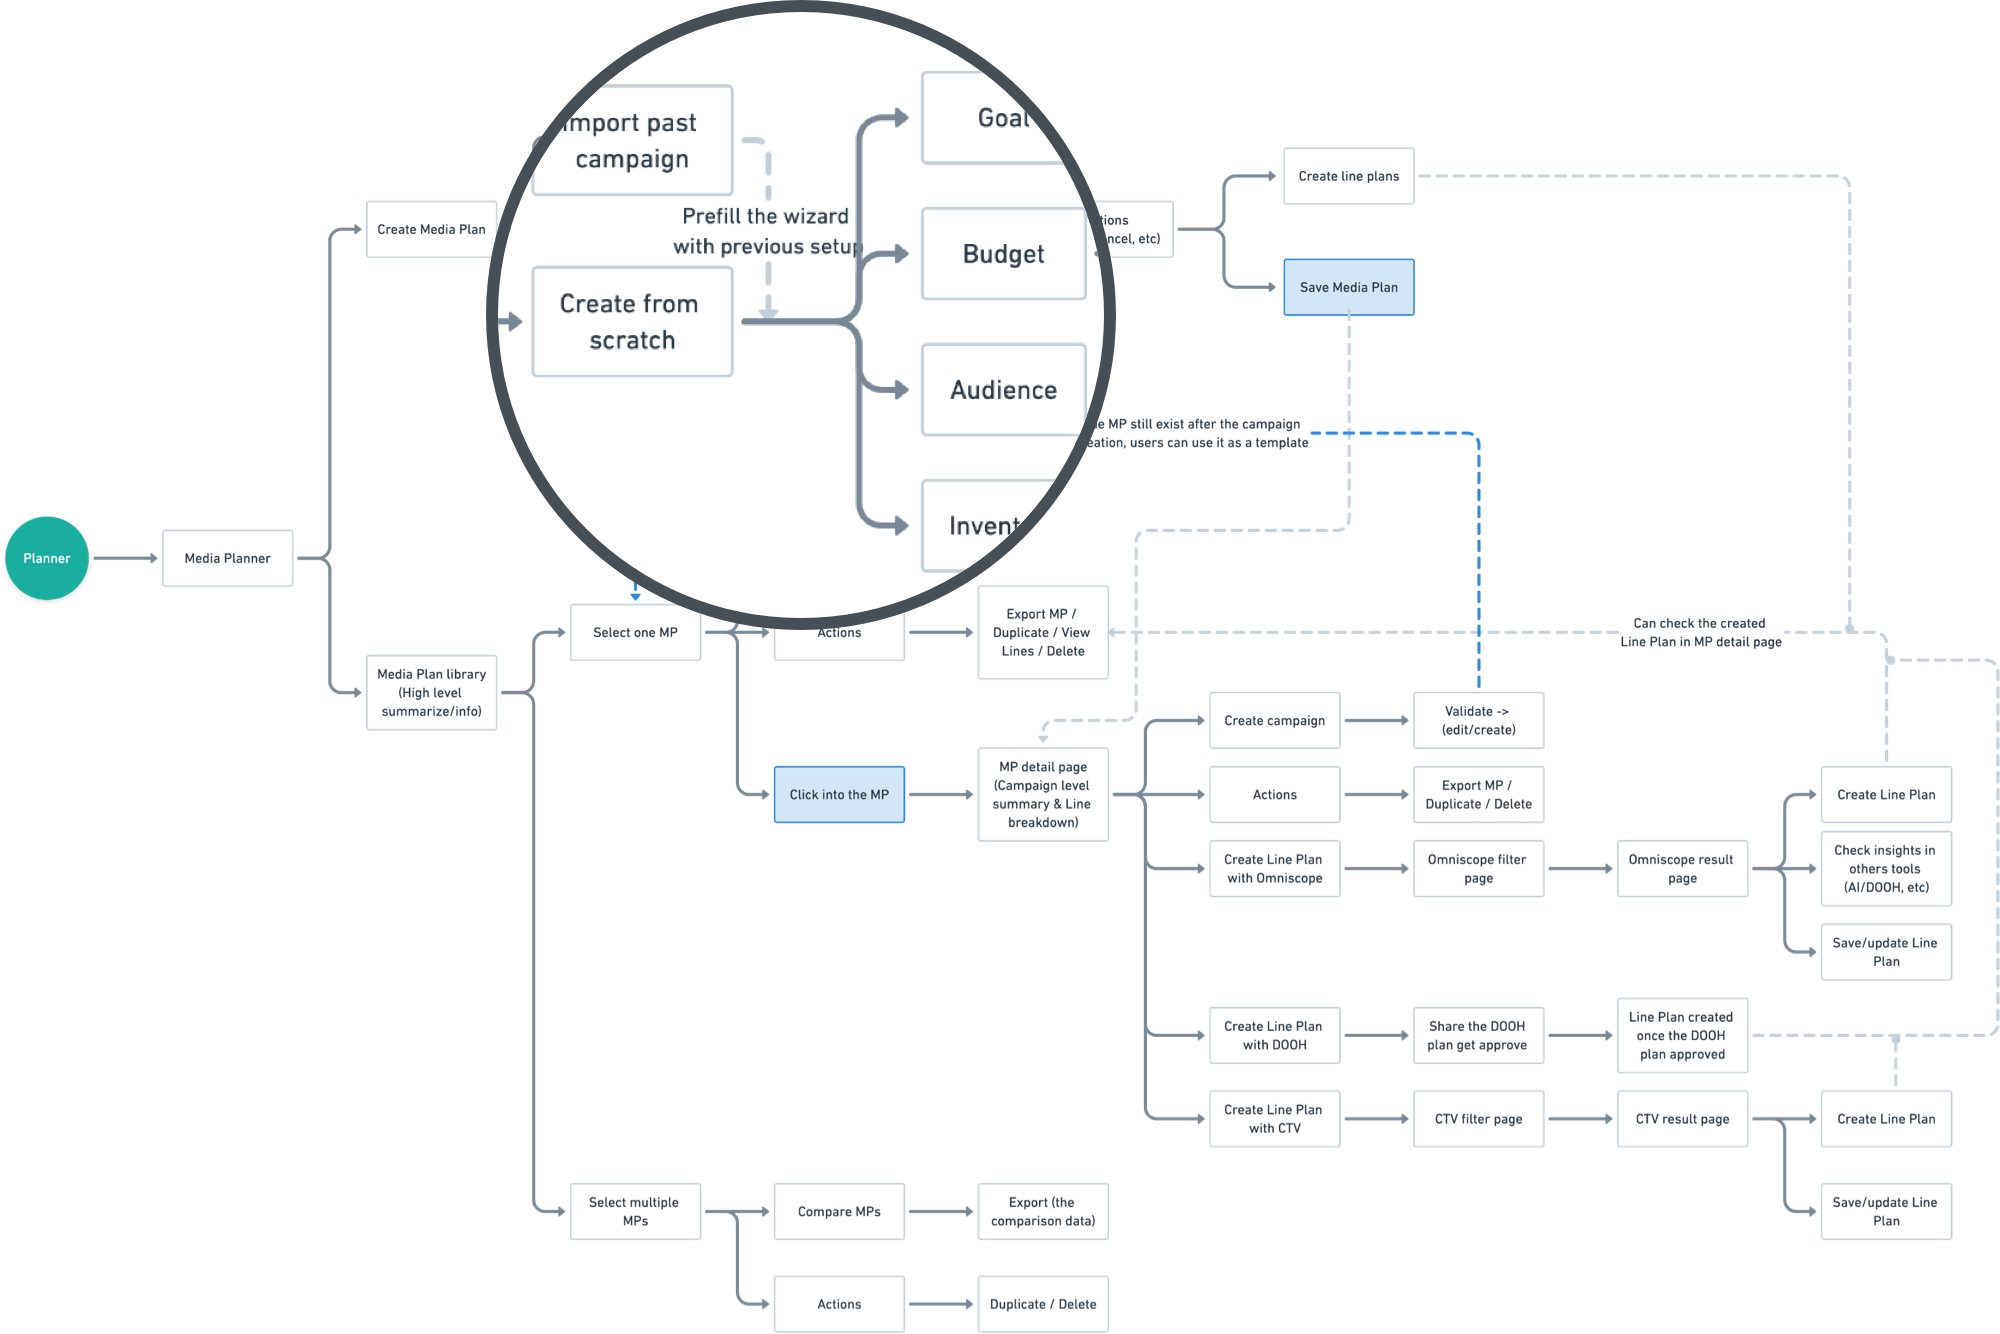 Import past
campaign
Prefill the wizard
with previous setup
Create from
scratch
Goal
Budget
Audience
Create Media Plan
ncel, etc)
Create line plans
Save Media Plan
MP still exist after the campaign
users can use it as a template
Planner
Media Planner
Media Plan library
(High level
summarize/info)
Select one MP
Actions
Export MP /
Duplicate / View
Lines / Delete
Can check the created
Line Plan in MP detail page
Click into the MP
MP detail page
(Campaign level
summary & Line
breakdown)
Create campaign
Validate ->
(edit/create)
Actions
Export MP /
Duplicate / Delete
Create Line Plan
with Omniscope
Omniscope filter
page
Omniscope result
page
Create Line Plan
Check insights in
others tools
(AI/DOOH, etc)
Save/update Line
Plan
Create Line Plan
with DOOH
Share the DOOH
plan get approve
Line Plan created
once the DOOH
plan approved
Create Line Plan
with CTV
CTV filter page
CTV result page
Create Line Plan
Save/update Line
Plan
Select multiple
MPs
Compare MPs
Export (the
comparison data)
Actions
Duplicate / Delete